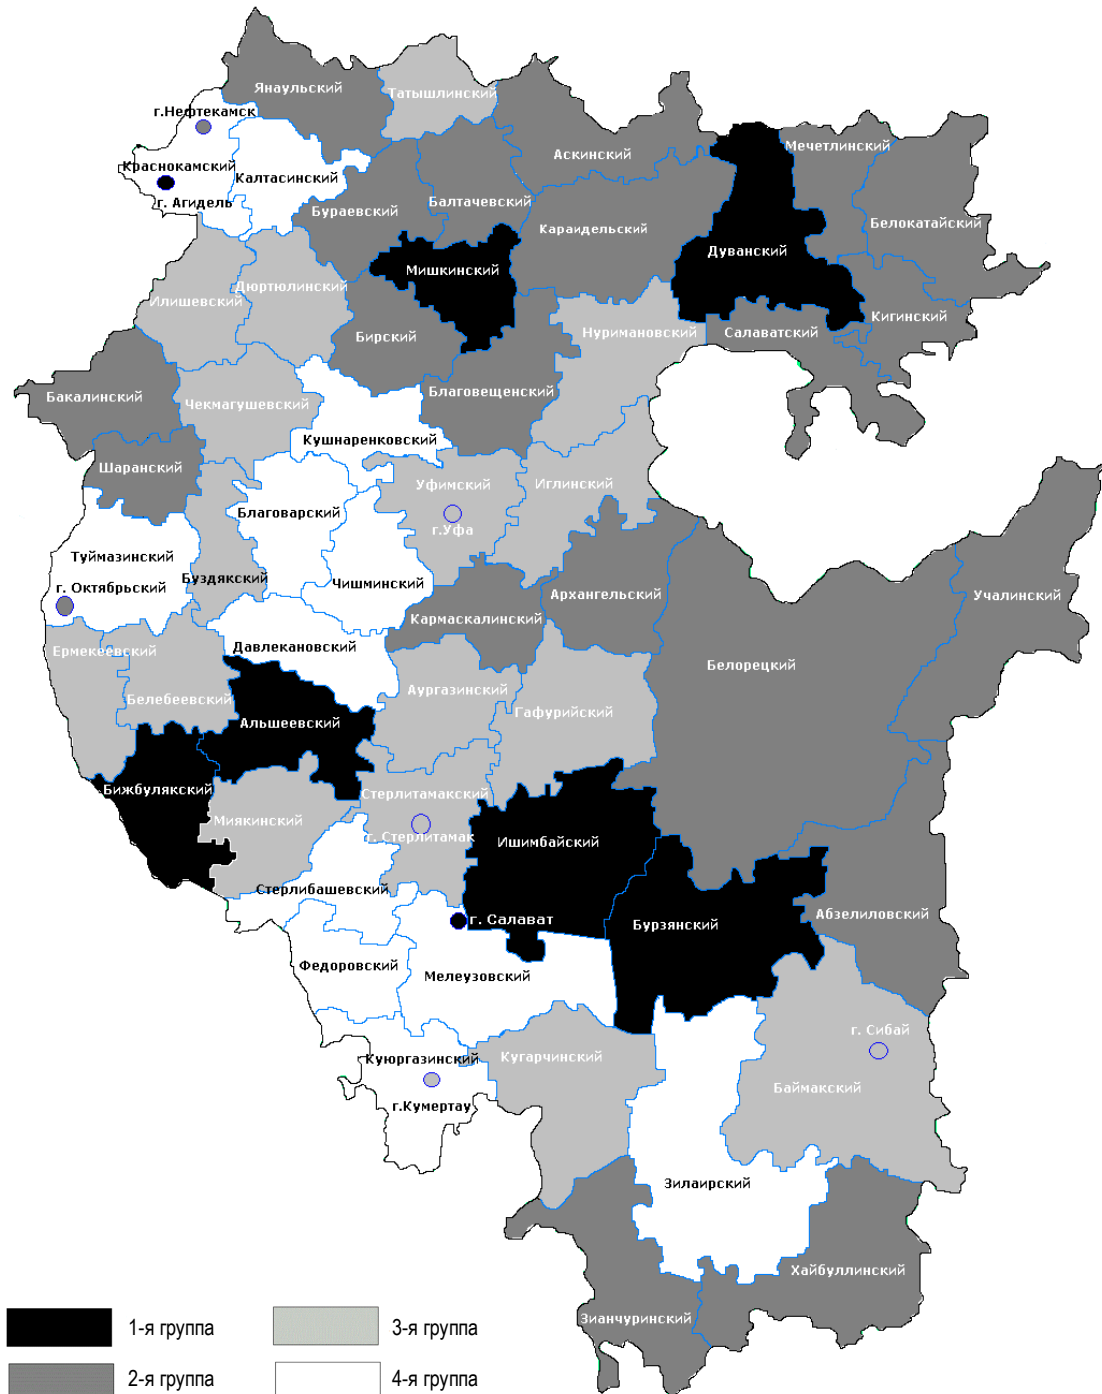 Янаульский
Татышлинский
г.Нефтекамск
Аскинский
Мечетлинский
Краснокамский
Калтасинский
г. Агидель
Бураевский
Балтачевский
Караидельский
Белокатайский
Дуванский
Мишкинский
Дюртюлинский
Илишевский
Кигинский
Нуримановский
Салаватский
Бирский
Бакалинский
Чекмагушевский
Благовещенский
Кушнаренковский
Шаранский
Уфимский
Иглинский
Благоварский
г.Уфа
Туймазинский
Буздякский
Чишминский
г. Октябрьский
Архангельский
Учалинский
Кармаскалинский
Давлекановский
Ермекеевский
Белорецкий
Белебеевский
Аургазинский
Гафурийский
Альшеевский
Бижбулякский
Стерлитамакский
Миякинский
г. Стерлитамак
Ишимбайский
Стерлибашевский
г. Салават
Бурзянский
Абзелиловский
Федоровский
Мелеузовский
г. Сибай
Куюргазинский
Кугарчинский
Баймакский
г.Кумертау
Зилаирский
Хайбуллинский
Зианчуринский
1-я группа
3-я группа
2-я группа
4-я группа